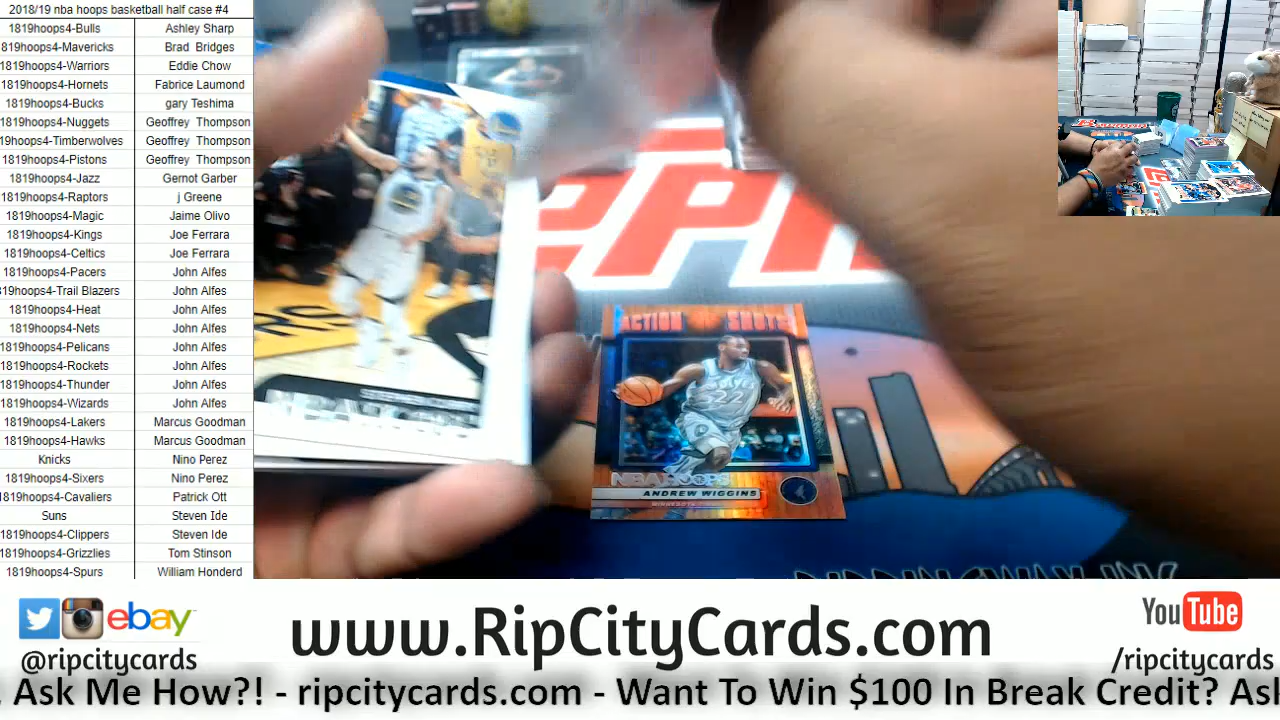 2018/19 nba hoops basketball half case #4
1819hoops4-Bulls Ashley Sharp
819hoops4-Mavericks Brad Bridges
1819hoops4-Warriors Eddie Chow
1819hoops4-Hornets Fabrice Laumond
1819hoops4-Bucks gary Teshima
1819hoops4-Nuggets Geoffrey Thompson
819hoops4-Timberwolves Geoffrey Thompson
1819hoops4-Pistons Geoffrey Thompson
1819hoops4-Jazz Gernot Garber
1819hoops4-Raptors j Greene
1819hoops4-Magic Jaime Olivo
1819hoops4-Kings Joe Ferrara
1819hoops4-Celtics Joe Ferrara
1819hoops4-Pacers John Alfes
819hoops4-Trail Blazers John Alfes
1819hoops4-Heat John Alfes
1819hoops4-Nets John Alfes
1819hoops4-Pelicans John Alfes
1819hoops4-Rockets John Alfes
1819hoops4-Thunder John Alfes
1819hoops4-Wizards John Alfes
1819hoops4-Lakers Marcus Goodman
1819hoops4-Hawks Marcus Goodman
Knicks Nino Perez
1819hoops4-Sixers Nino Perez
1819hoops4-Cavaliers Patrick Ott
Suns Steven Ide
1819hoops4-Clippers Steven Ide
1819hoops4-Grizzlies Tom Stinson
1819hoops4-Spurs William Honderd
ACTION SHOTS
22
NBA HOOPS
ANDREW WIGGINS
ebay
@ripcitycards
www.RipCityCards.com
YouTube
/ripcitycards
Ask Me How?! - ripcitycards.com - Want To Win $100 In Break Credit? Ask